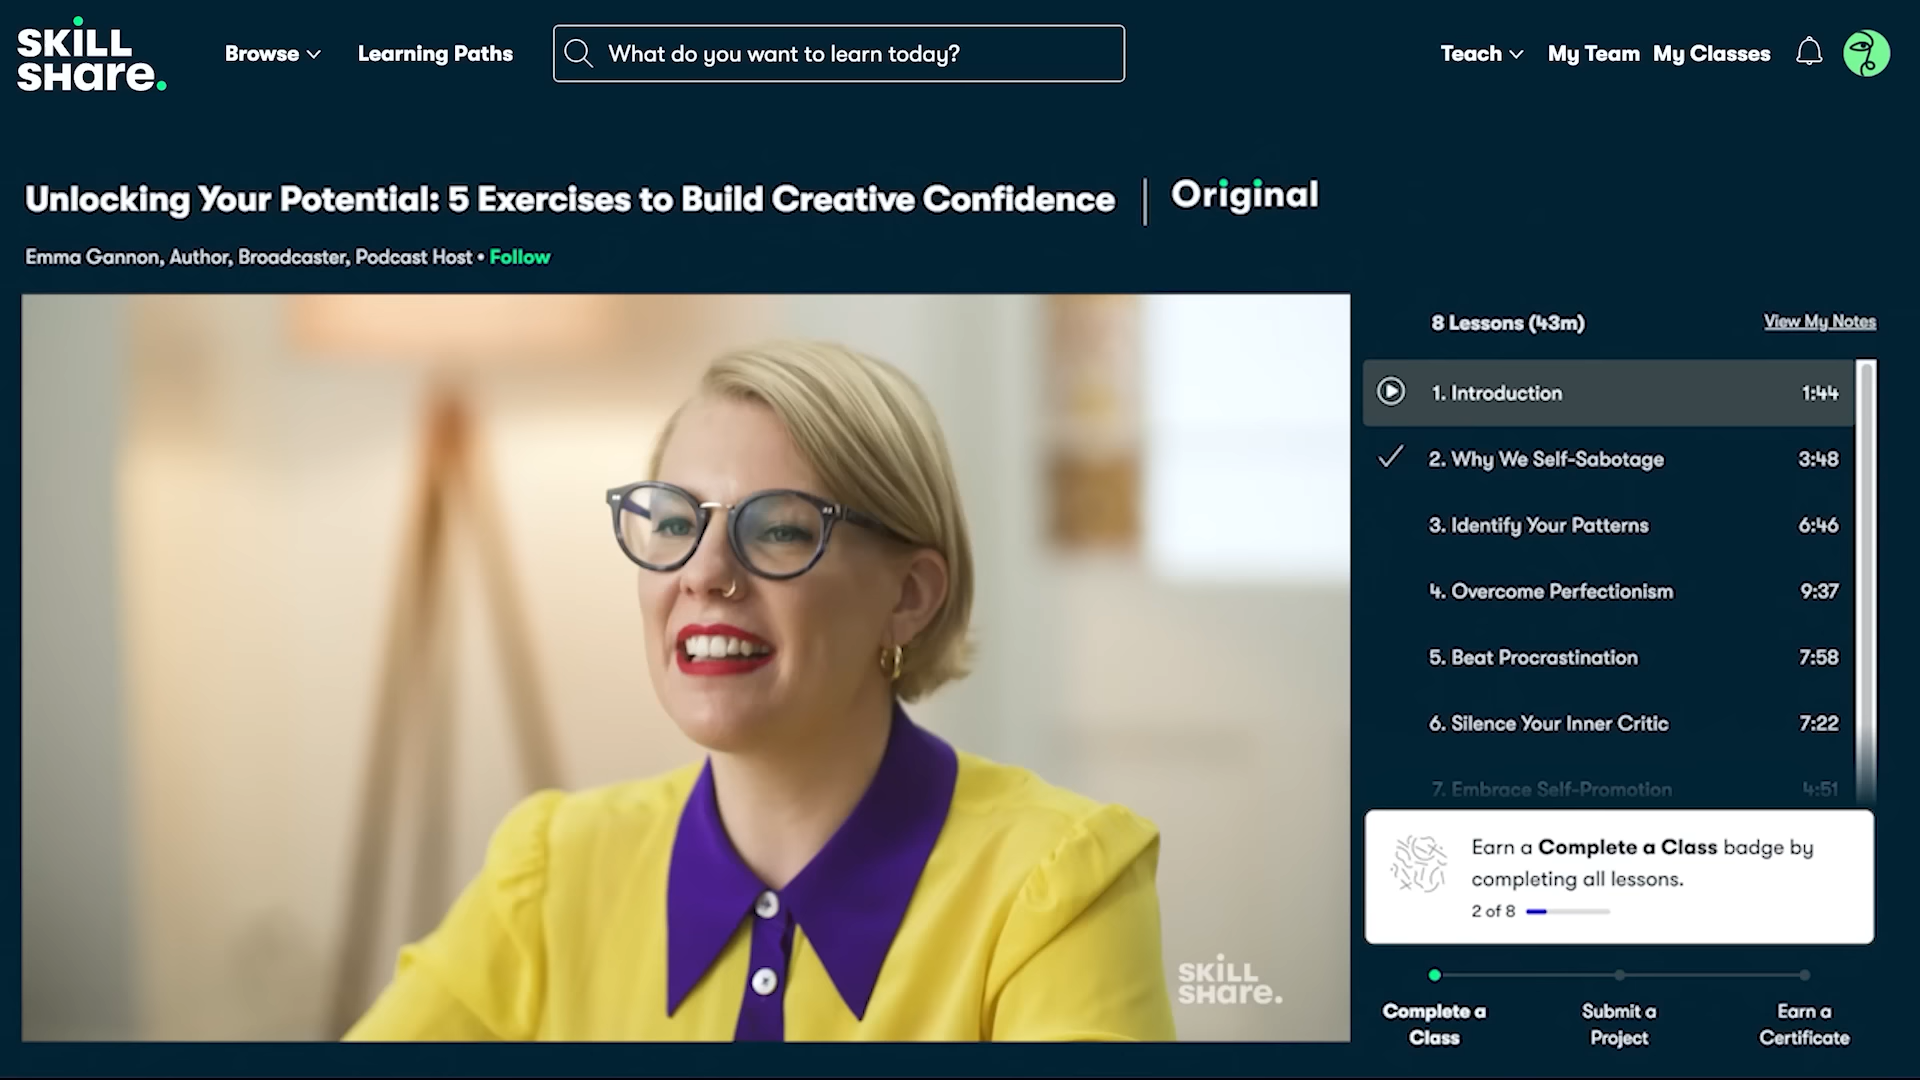 SKILL
SHare.
Browse
Learning Paths
What do you want to learn today?
Teach
My Team
My Classes
Unlocking Your Potential: 5 Exercises to Build Creative Confidence
Original
Emma Gannon, Author, Broadcaster, Podcast Host • Follow
8 Lessons (43m)
View My Notes
1. Introduction 1:44
2. Why We Self-Sabotage 3:48
3. Identify Your Patterns 6:46
4. Overcome Perfectionism 9:37
5. Beat Procrastination 7:58
6. Silence Your Inner Critic 7:22
7. Embrace Self-Promotion 4:51
Earn a Complete a Class badge by
completing all lessons.
2 of 8
SKILL
SHare.
Complete a
Class
Submit a
Project
Earn a
Certificate